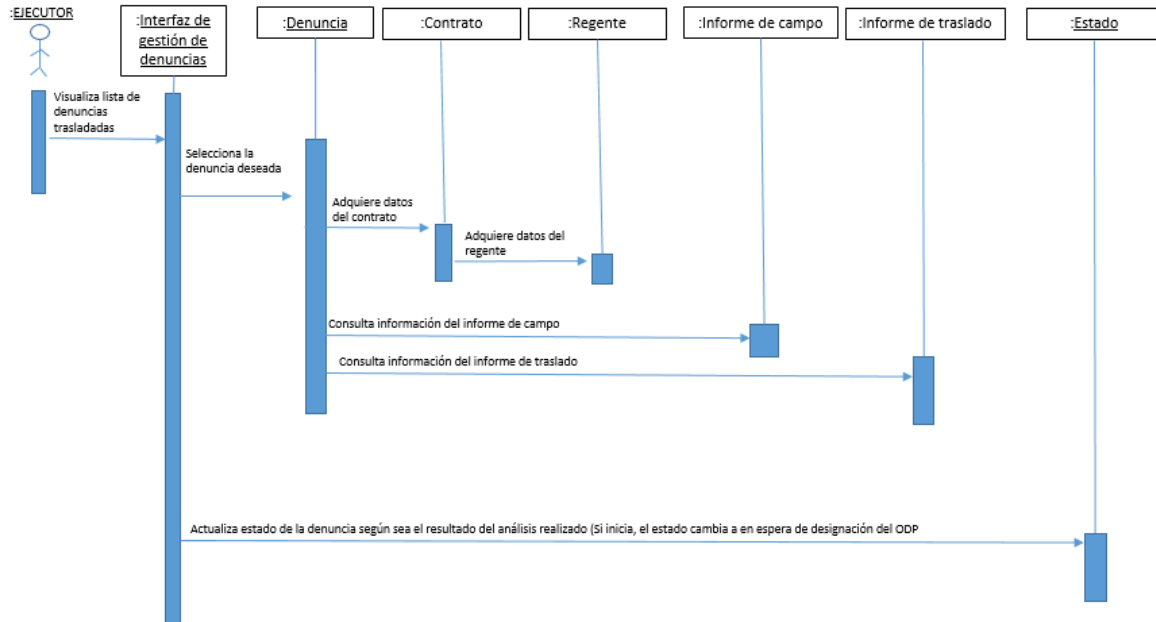 :EJECUTOR
:Interfaz de
gestión de
denuncias
:Denuncia
:Contrato
:Regente
:Informe de campo
:Informe de traslado
:Estado
Visualiza lista de
denuncias
trasladadas
Selecciona la
denuncia deseada
Adquiere datos
del contrato
Adquiere datos del
regente
Consulta información del informe de campo
Consulta información del informe de traslado
Actualiza estado de la denuncia según sea el resultado del análisis realizado (Si inicia, el estado cambia a en espera de designación del ODP